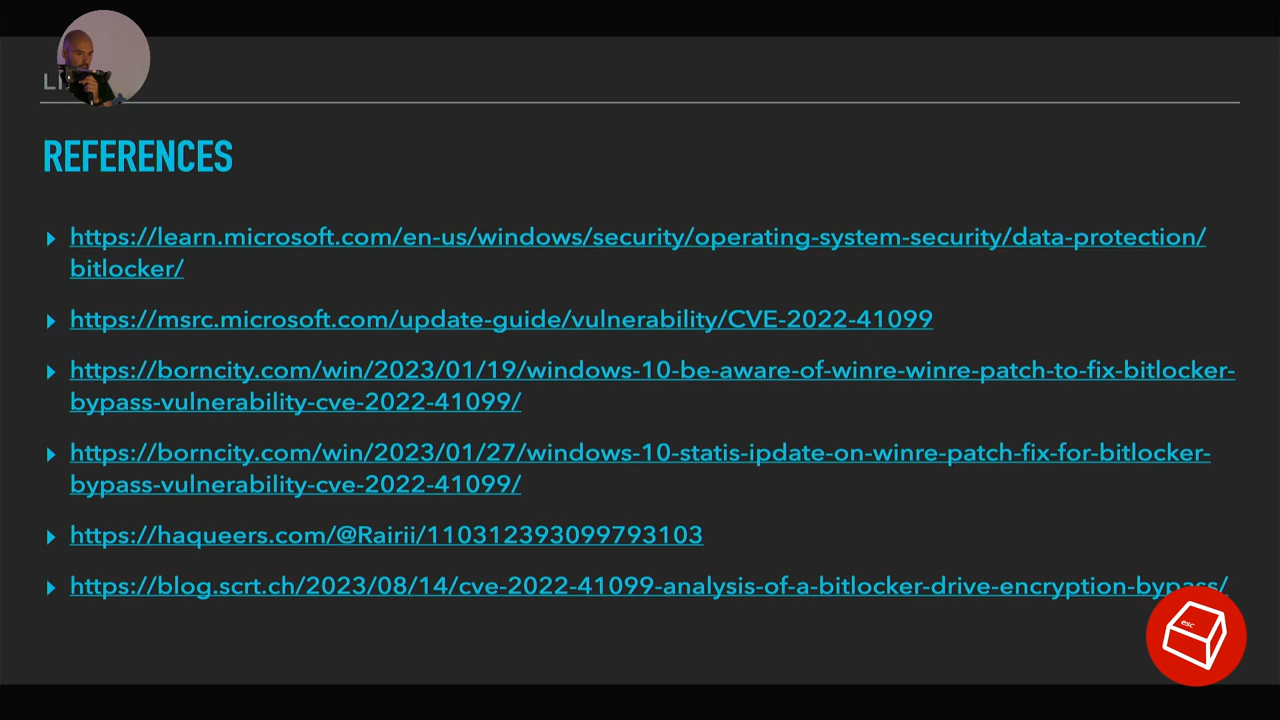 REFERENCES
https://learn.microsoft.com/en-us/windows/security/operating-system-security/data-protection/
bitlocker/
https://msrc.microsoft.com/update-guide/vulnerability/CVE-2022-41099
https://borncity.com/win/2023/01/19/windows-10-be-aware-of-winre-winre-patch-to-fix-bitlocker-
bypass-vulnerability-cve-2022-41099/
https://borncity.com/win/2023/01/27/windows-10-statis-ipdate-on-winre-patch-fix-for-bitlocker-
bypass-vulnerability-cve-2022-41099/
https://haqueers.com/@Rairii/110312393099793103
https://blog.scrt.ch/2023/08/14/cve-2022-41099-analysis-of-a-bitlocker-drive-encryption-bypass/
esc